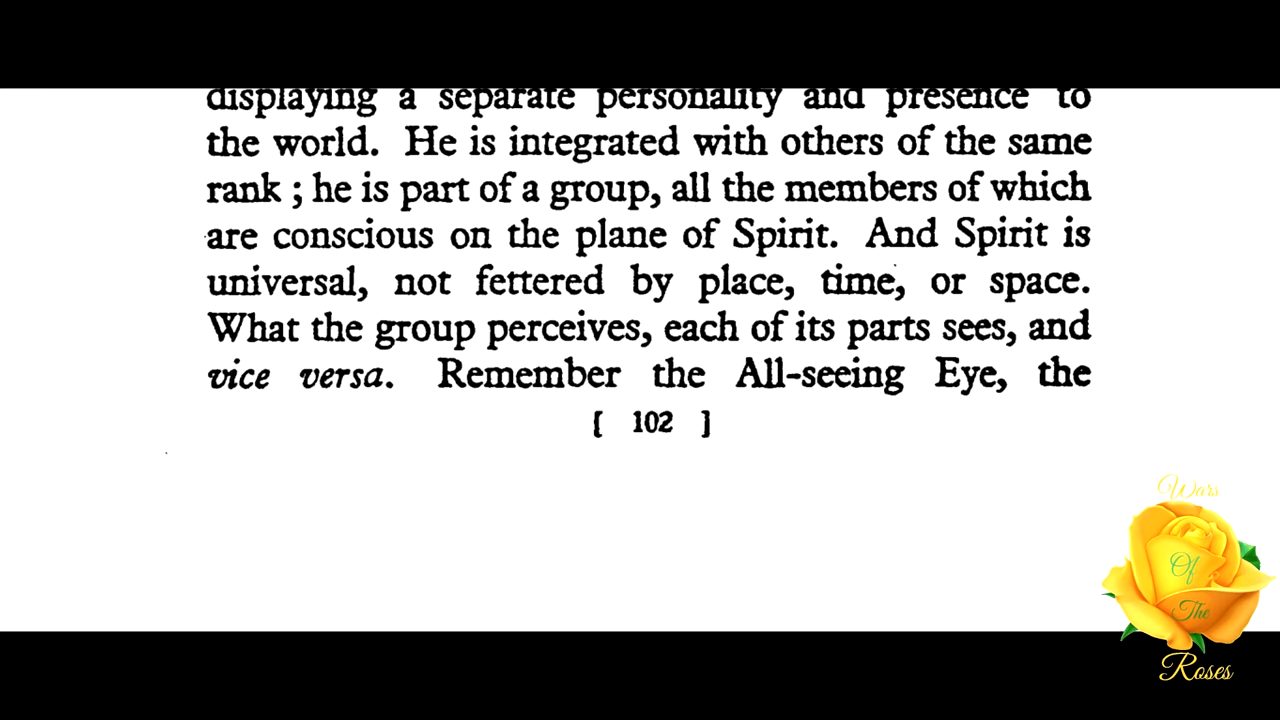 displaying a separate personality and presence to
the world. He is integrated with others of the same
rank ; he is part of a group, all the members of which
are conscious on the plane of Spirit. And Spirit is
universal, not fettered by place, time, or space.
What the group perceives, each of its parts sees, and
vice versa. Remember the All-seeing Eye, the
[ 102 ]
Wars
Of
The
Roses